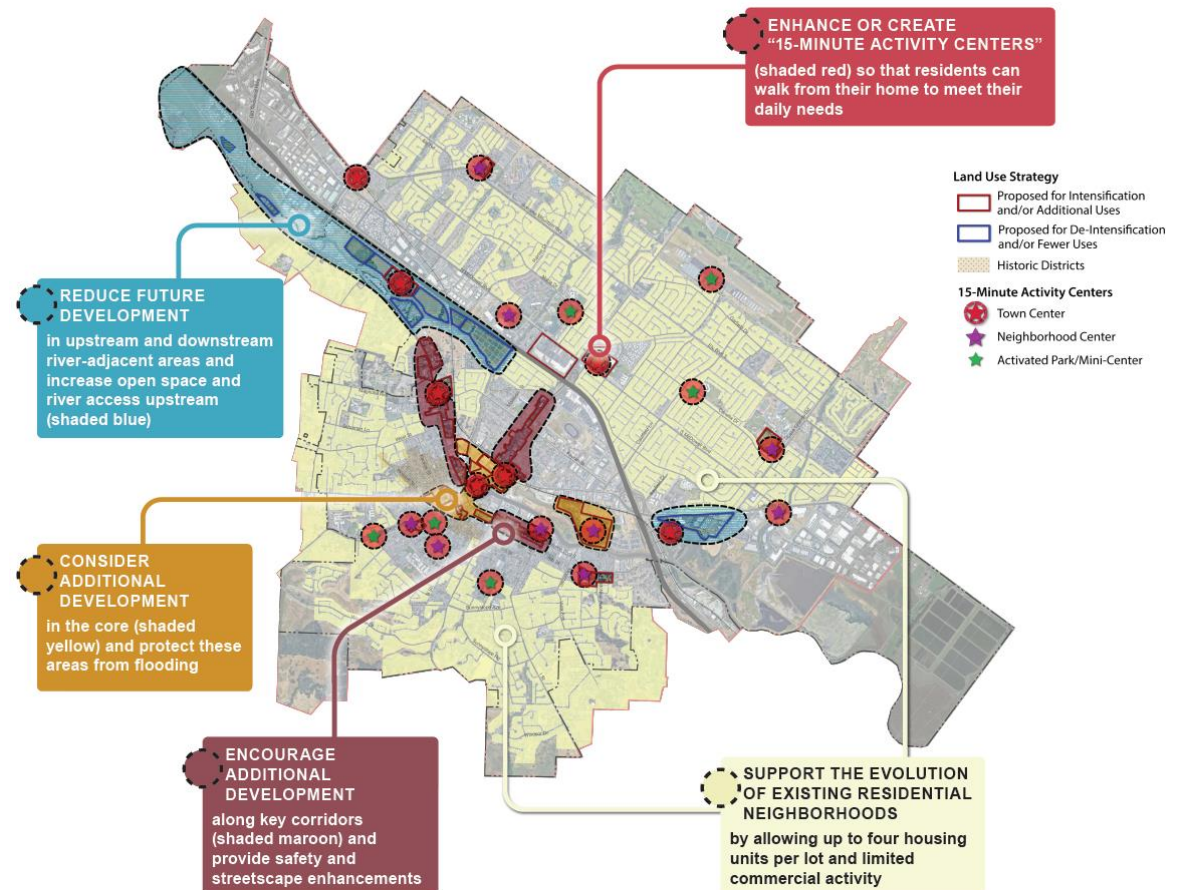 ENHANCE OR CREATE
“15-MINUTE ACTIVITY CENTERS”
(shaded red) so that residents can
walk from their home to meet their
daily needs
Land Use Strategy
Proposed for Intensification
and/or Additional Uses
Proposed for De-Intensification
and/or Fewer Uses
Historic Districts
15-Minute Activity Centers
Town Center
Neighborhood Center
Activated Park/Mini-Center
REDUCE FUTURE
DEVELOPMENT
in upstream and downstream
river-adjacent areas and
increase open space and
river access upstream
(shaded blue)
CONSIDER
ADDITIONAL
DEVELOPMENT
in the core (shaded
yellow) and protect these
areas from flooding
ENCOURAGE
ADDITIONAL
DEVELOPMENT
along key corridors
(shaded maroon) and
provide safety and
streetscape enhancements
SUPPORT THE EVOLUTION
OF EXISTING RESIDENTIAL
NEIGHBORHOODS
by allowing up to four housing
units per lot and limited
commercial activity